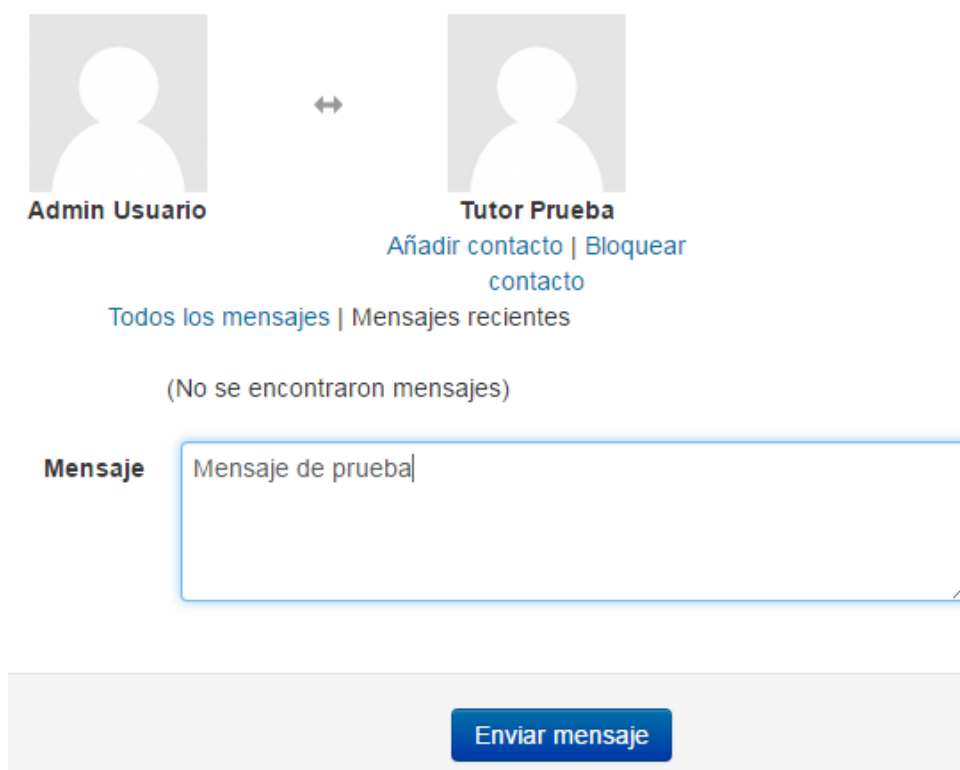 Admin Usuario
Tutor Prueba
Añadir contacto | Bloquear
contacto
Todos los mensajes | Mensajes recientes
(No se encontraron mensajes)
Mensaje
Mensaje de prueba
Enviar mensaje